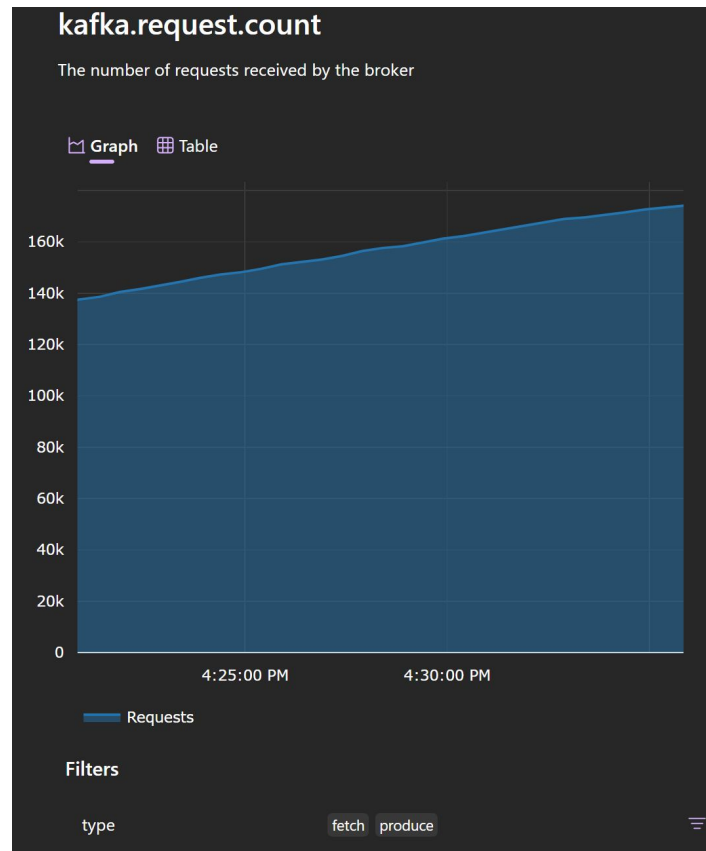 kafka.request.count
The number of requests received by the broker
Graph Table
160k
140k
120k
100k
80k
60k
40k
20k
0
4:25:00 PM 4:30:00 PM
Requests
Filters
type fetch produce